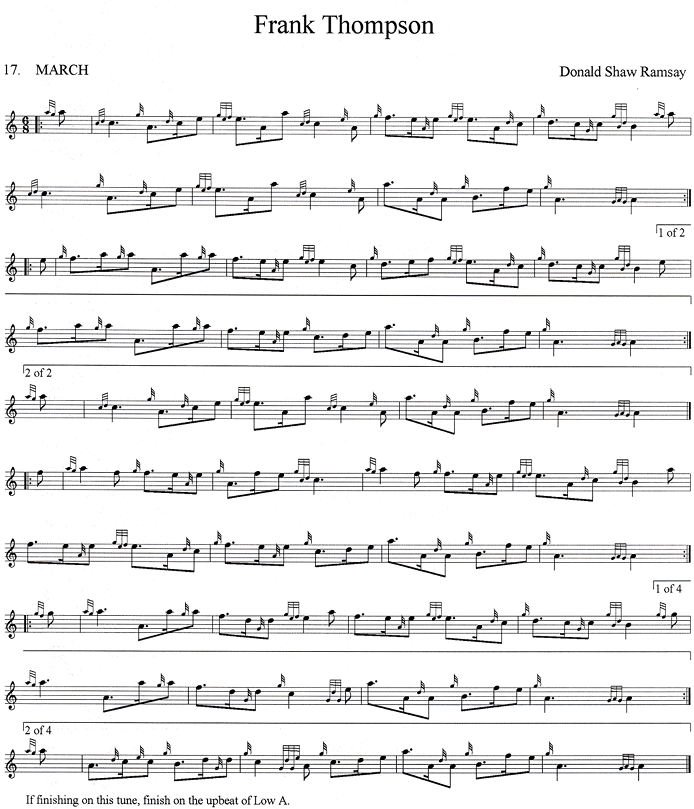 Frank Thompson
17. MARCH
Donald Shaw Ramsay
6
8
1 of 2
2 of 2
1 of 4
2 of 4
If finishing on this tune, finish on the upbeat of Low A.